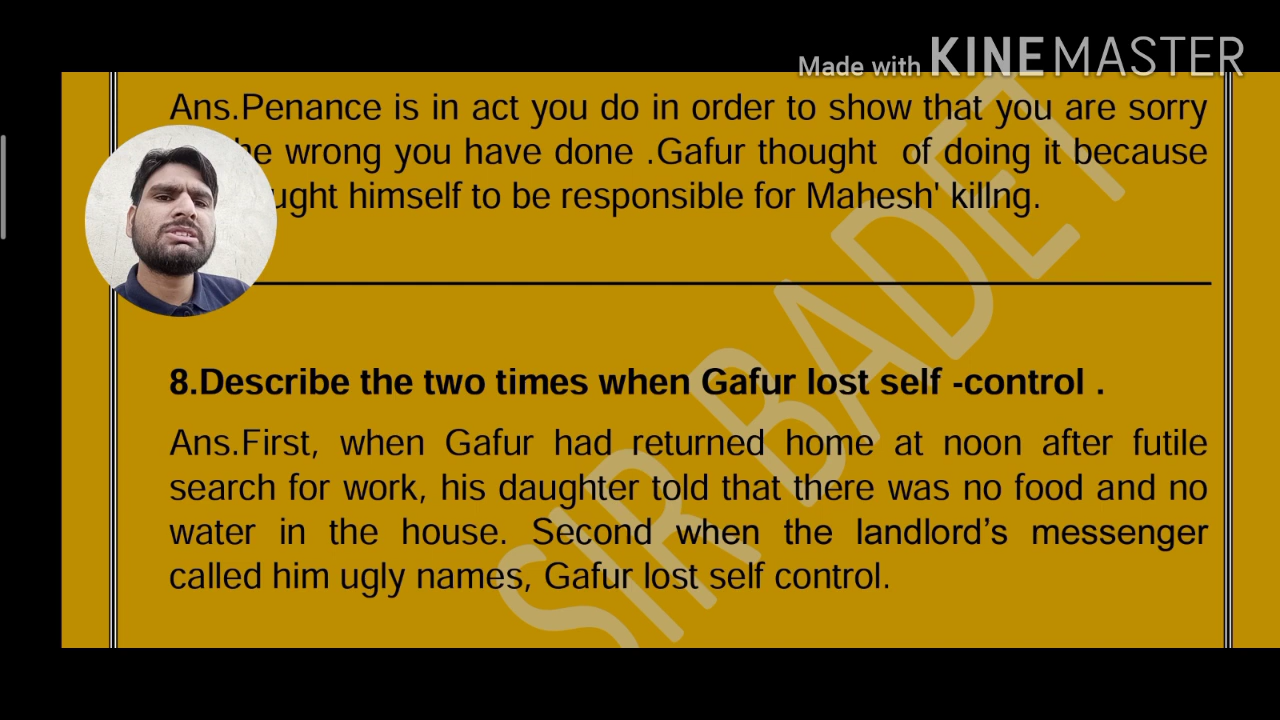 Made with KINEMASTER
Ans.Penance is in act you do in order to show that you are sorry
wrong you have done .Gafur thought of doing it because
himself to be responsible for Mahesh' killng.
8.Describe the two times when Gafur lost self -control .
Ans.First, when Gafur had returned home at noon after futile
search for work, his daughter told that there was no food and no
water in the house. Second when the landlord’s messenger
called him ugly names, Gafur lost self control.
SIR BADET